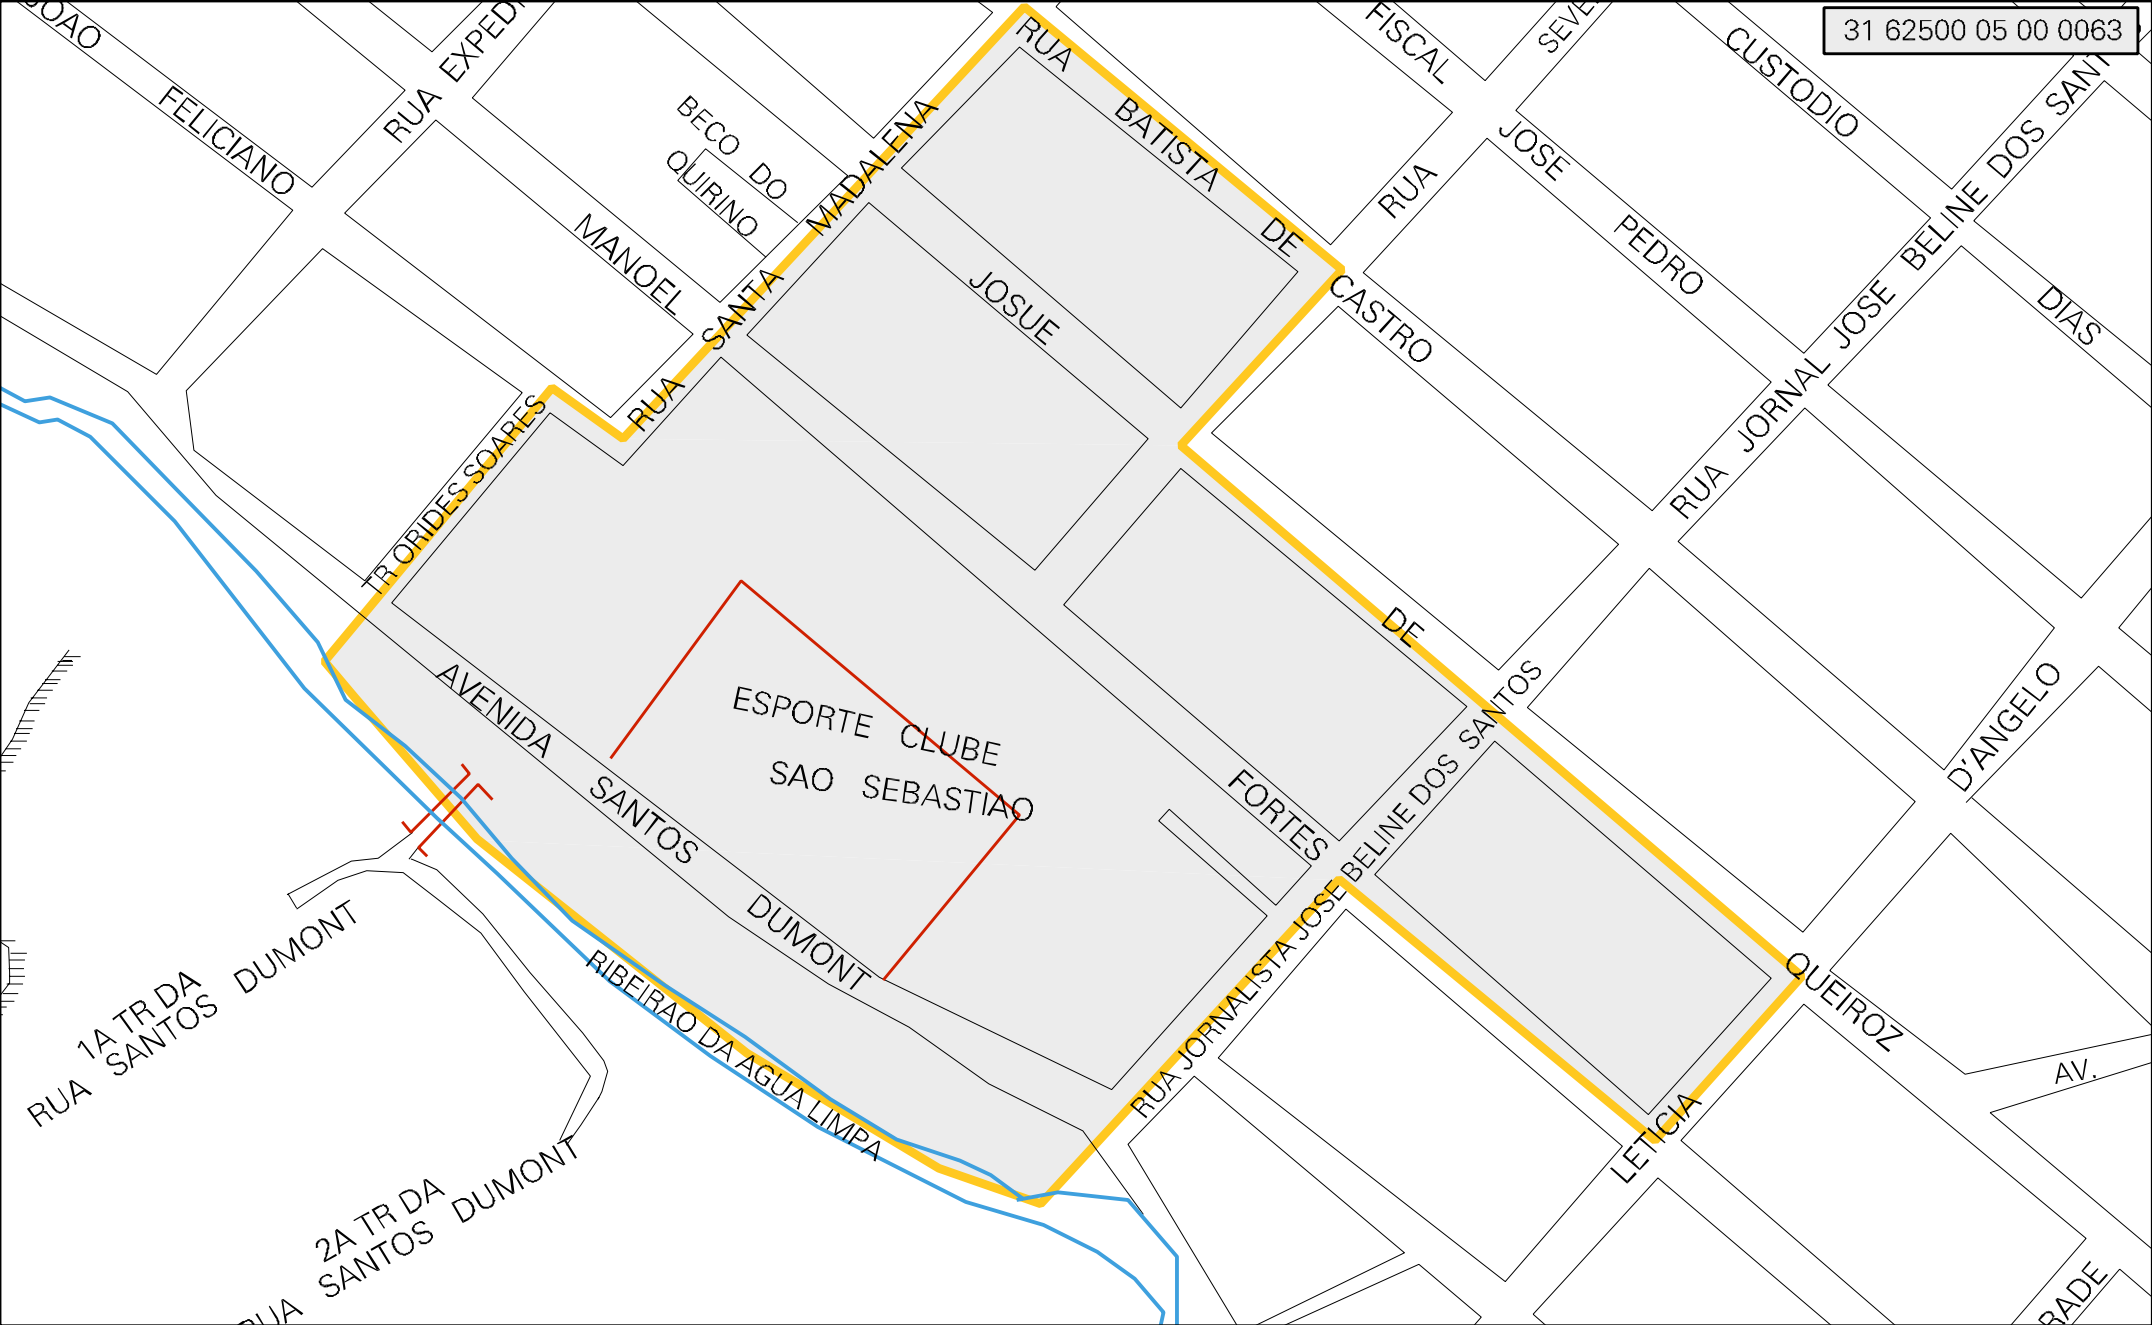 31 62500 05 00 0063
JOAO
FELICIANO
RUA EXPEDI
BECO DO
QUIRINO
MANOEL
RUA SANTA MADALENA
RUA BATISTA DE CASTRO
FISCAL
SEVE
CUSTODIO
RUA
JOSE PEDRO DIAS
RUA JORNAL JOSE BELINE DOS SANT
JOSUE
DE QUEIROZ
TR ORIDES SOARES
ESPORTE CLUBE
SAO SEBASTIAO
AVENIDA SANTOS DUMONT
FORTES
RUA JORNALISTA JOSE BELINE DOS SANTOS
D'ANGELO
AV.
LETICIA
RIBEIRAO DA AGUA LIMPA
1A TR DA
RUA SANTOS DUMONT
2A TR DA
RUA SANTOS DUMONT
RADE